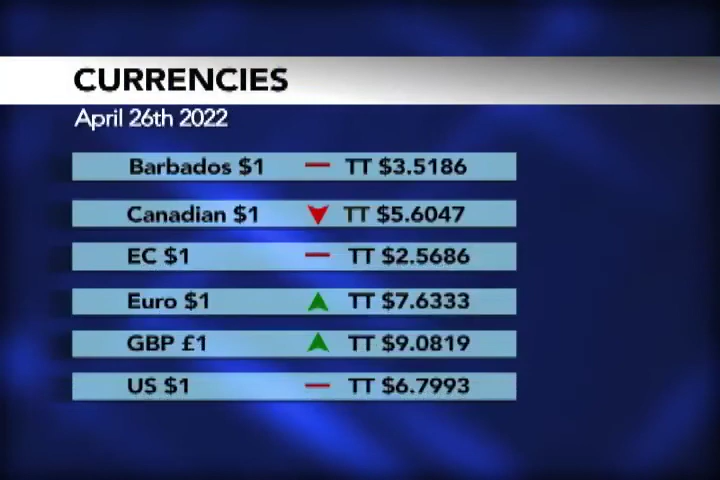 CURRENCIES
April 26th 2022
Barbados $1 — TT $3.5186
Canadian $1 ▼ TT $5.6047
EC $1 — TT $2.5686
Euro $1 ▲ TT $7.6333
GBP £1 ▲ TT $9.0819
US $1 — TT $6.7993